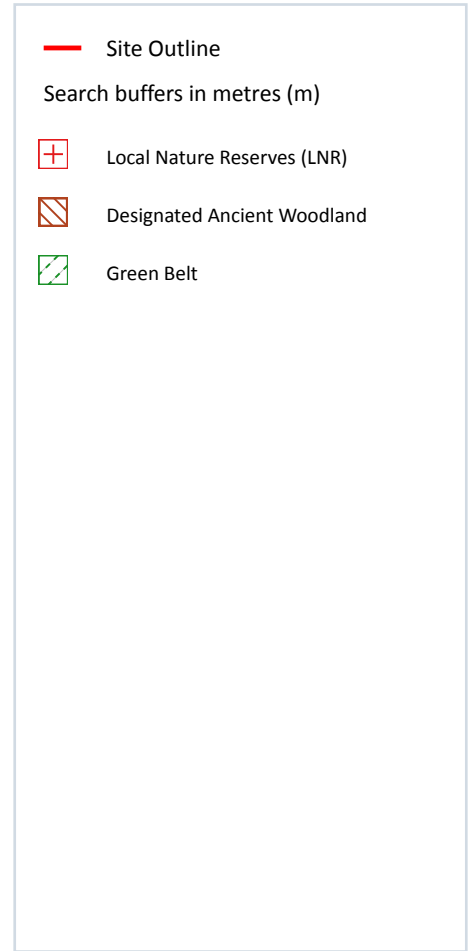 Site Outline
Search buffers in metres (m)
Local Nature Reserves (LNR)
Designated Ancient Woodland
Green Belt